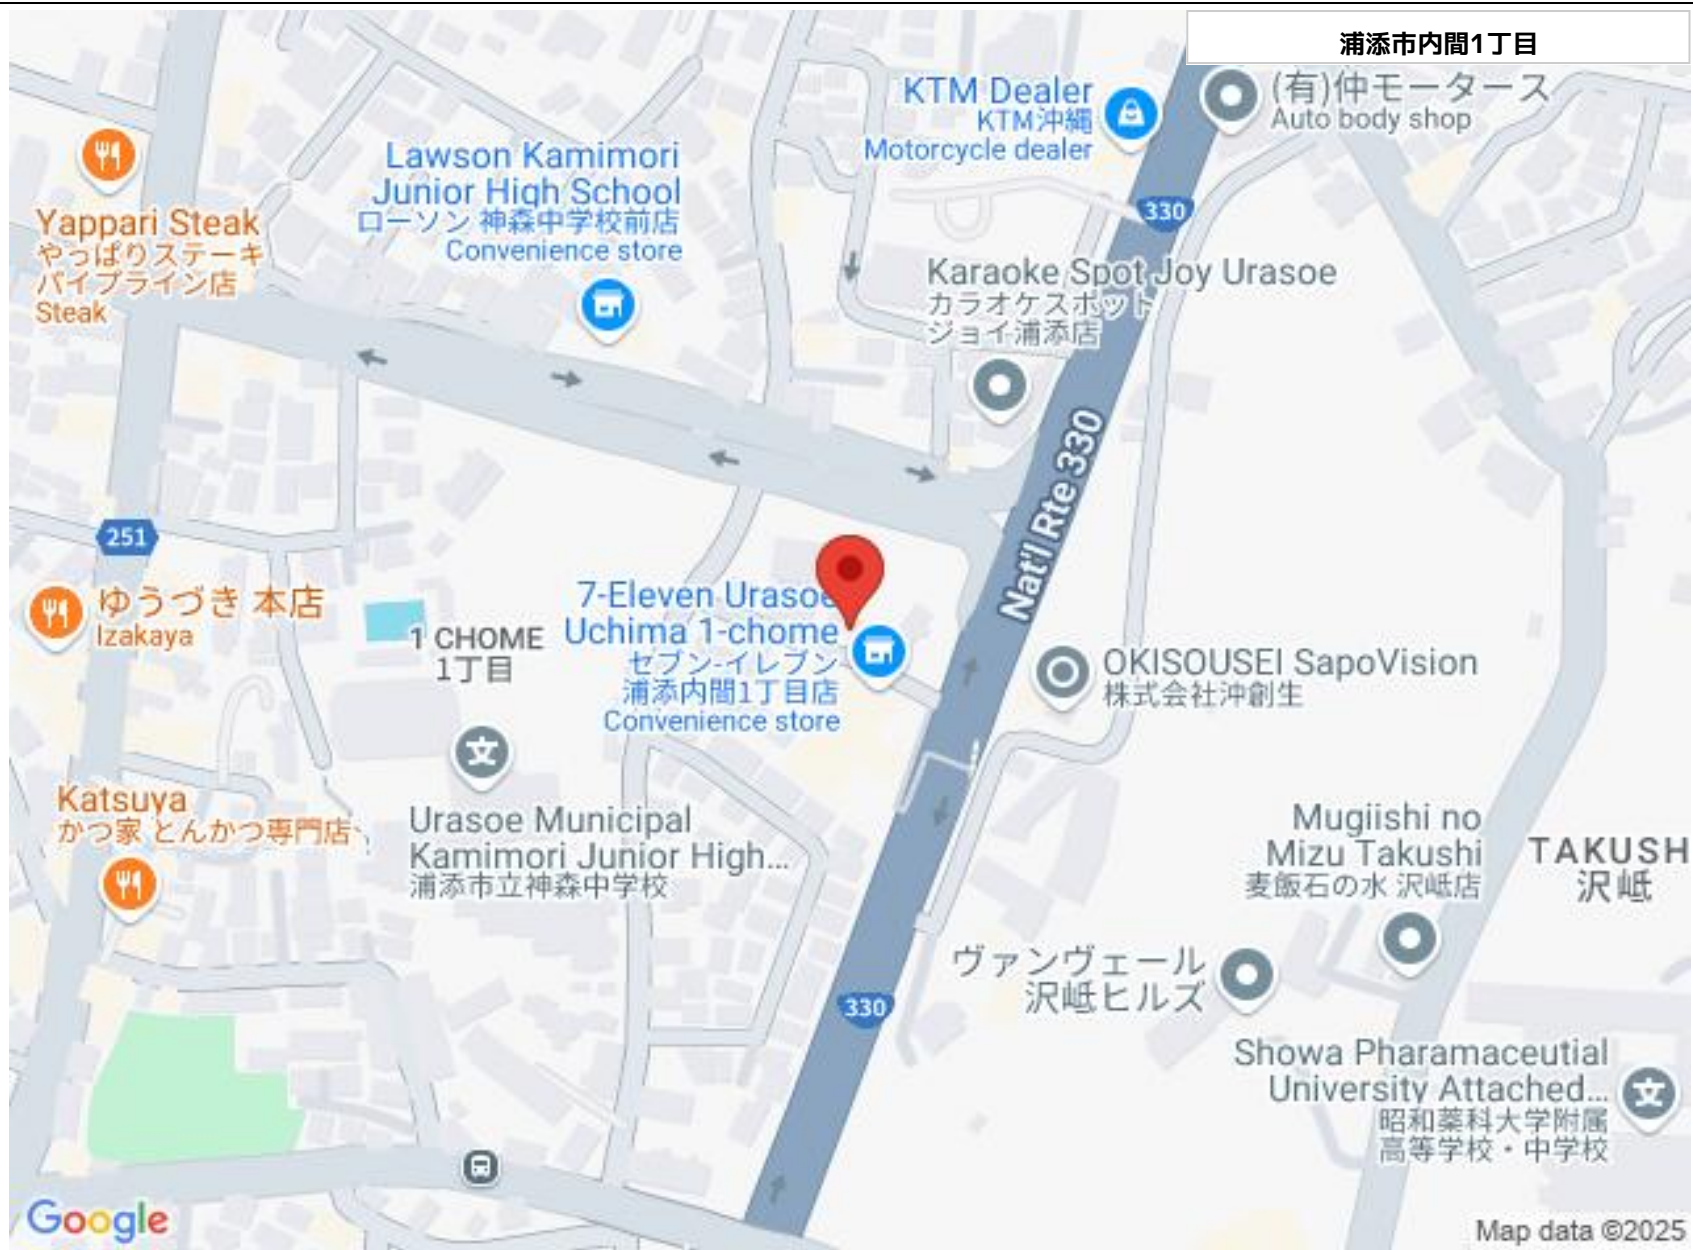 浦添市内間1丁目
KTM Dealer
KTM沖縄
Motorcycle dealer
(有)仲モータース
Auto body shop
Lawson Kamimori
Junior High School
ローソン 神森中学校前店
Convenience store
Yappari Steak
やっぱりステーキ
パイプライン店
Steak
330
Karaoke Spot Joy Urasoe
カラオケスポット
ジョイ浦添店
Nat'l Rte 330
251
ゆうづき 本店
Izakaya
1 CHOME
1丁目
7-Eleven Urasoe
Uchima 1-chome
セブン-イレブン
浦添内間1丁目店
Convenience store
OKISOUSEI SapoVision
株式会社沖創生
文
Katsuya
かつ家 とんかつ専門店
Urasoe Municipal
Kamimori Junior High...
浦添市立神森中学校
Mugiishi no
Mizu Takushi
麦飯石の水 沢岻店
TAKUSH
沢岻
ヴァンヴェール
沢岻ヒルズ
330
Showa Pharamaceutial
University Attached...
昭和薬科大学附属
高等学校・中学校
文
Google
Map data ©2025